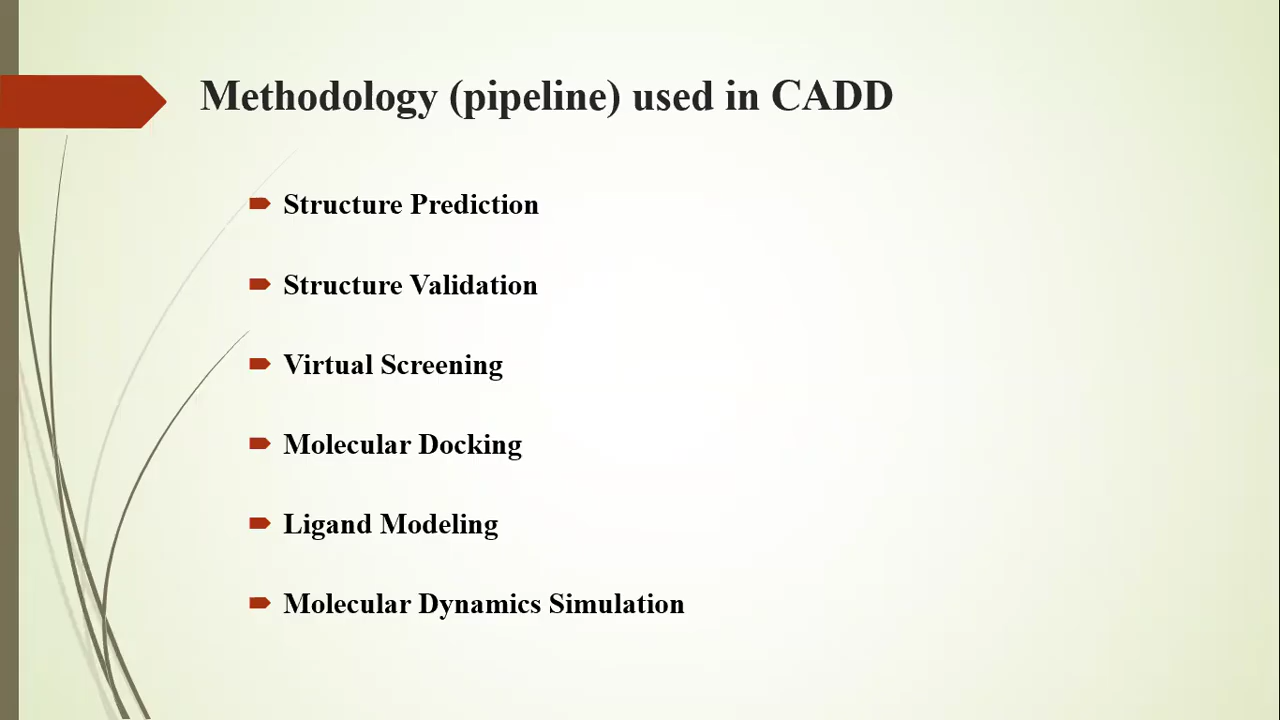 Methodology (pipeline) used in CADD
Structure Prediction
Structure Validation
Virtual Screening
Molecular Docking
Ligand Modeling
Molecular Dynamics Simulation